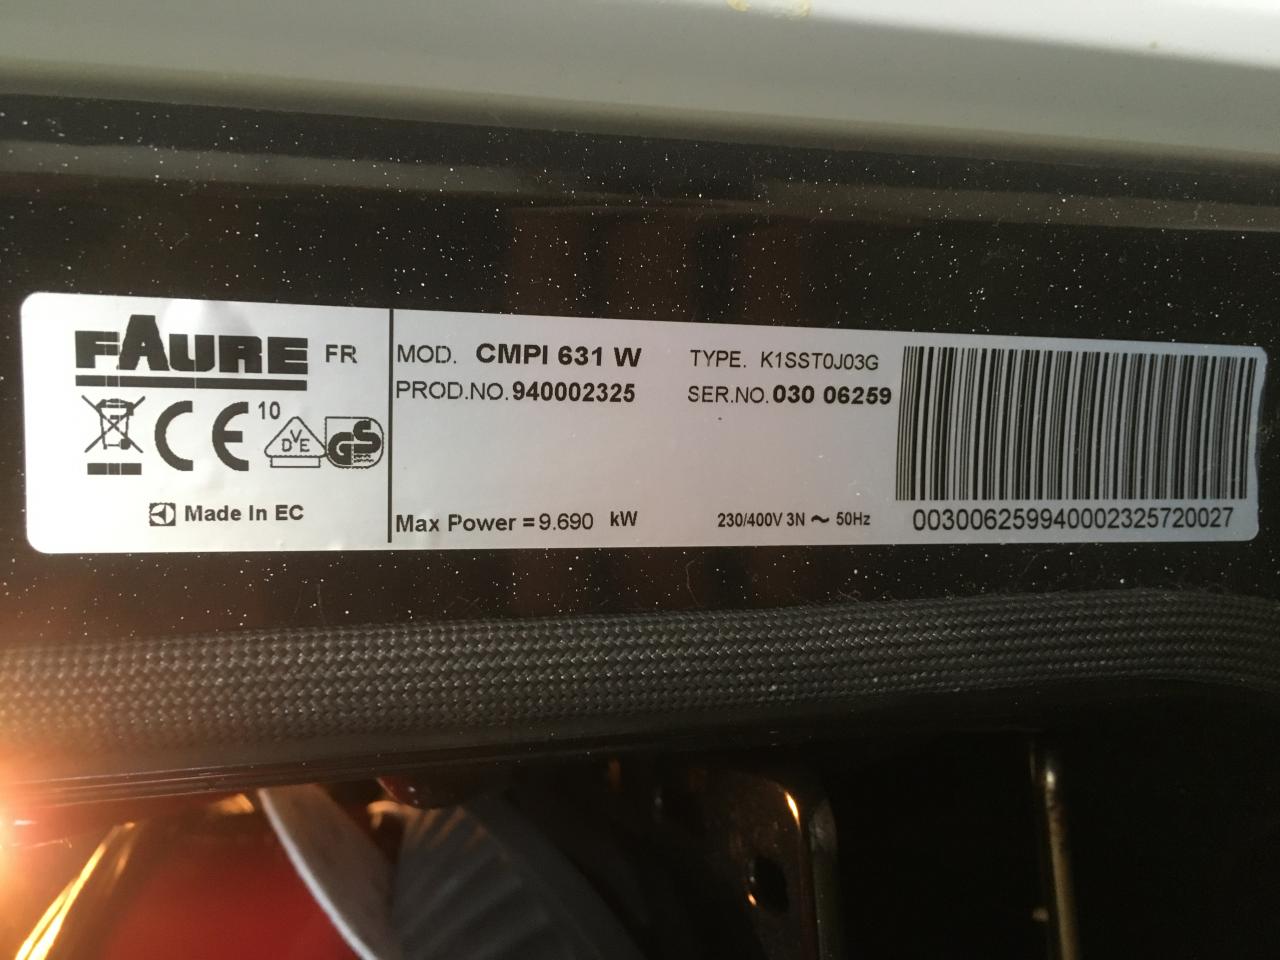 FAURE FR
10
DVE
GS
Made In EC
MOD. CMPI 631 W
PROD.NO. 940002325
TYPE. K1SST0J03G
SER.NO. 030 06259
Max Power = 9.690 kW
230/400V 3N ~ 50Hz
003006259940002325720027